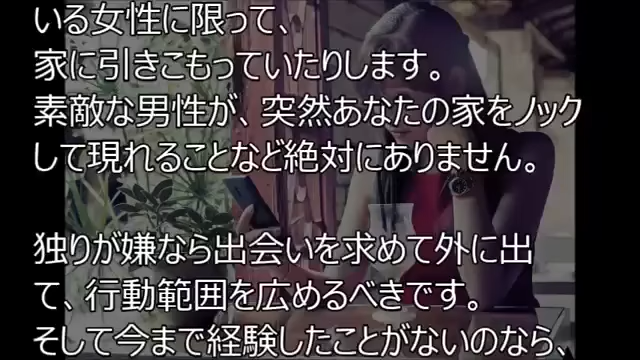 いる女性に限って、
家に引きこもっていたりします。
素敵な男性が、突然あなたの家をノック
して現れることなど絶対にありません。
独りが嫌なら出会いを求めて外に出
て、行動範囲を広めるべきです。
そして今まで経験したことがないのなら、